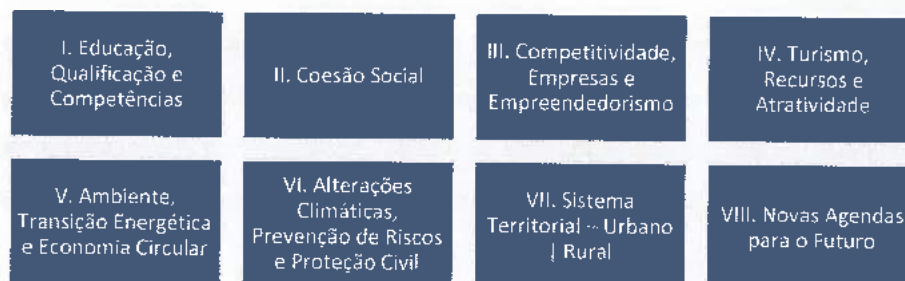 I. Educação,
Qualificação e
Competências
II. Coesão Social
III. Competitividade,
Empresas e
Empreendedorismo
IV. Turismo,
Recursos e
Atratividade
V. Ambiente,
Transição Energética
e Economia Circular
VI. Alterações
Climáticas,
Prevenção de Riscos
e Proteção Civil
VII. Sistema
Territorial – Urbano
| Rural
VIII. Novas Agendas
para o Futuro